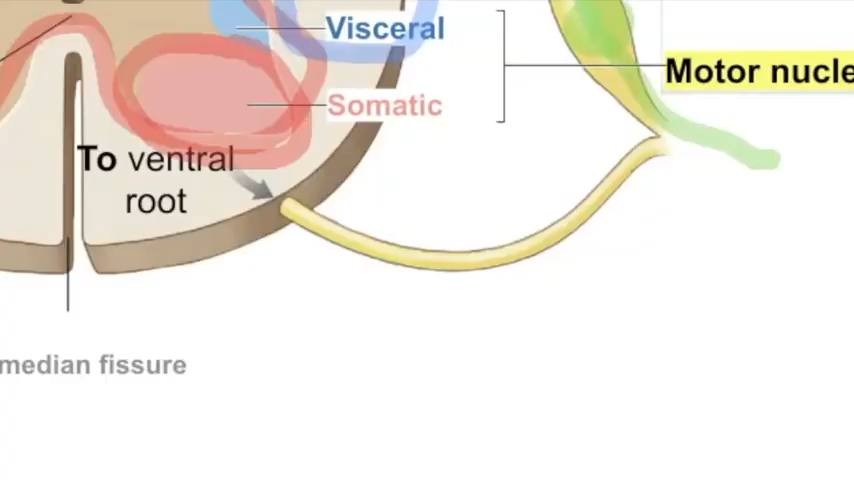 Visceral
Motor nucle
Somatic
To ventral
root
median fissure